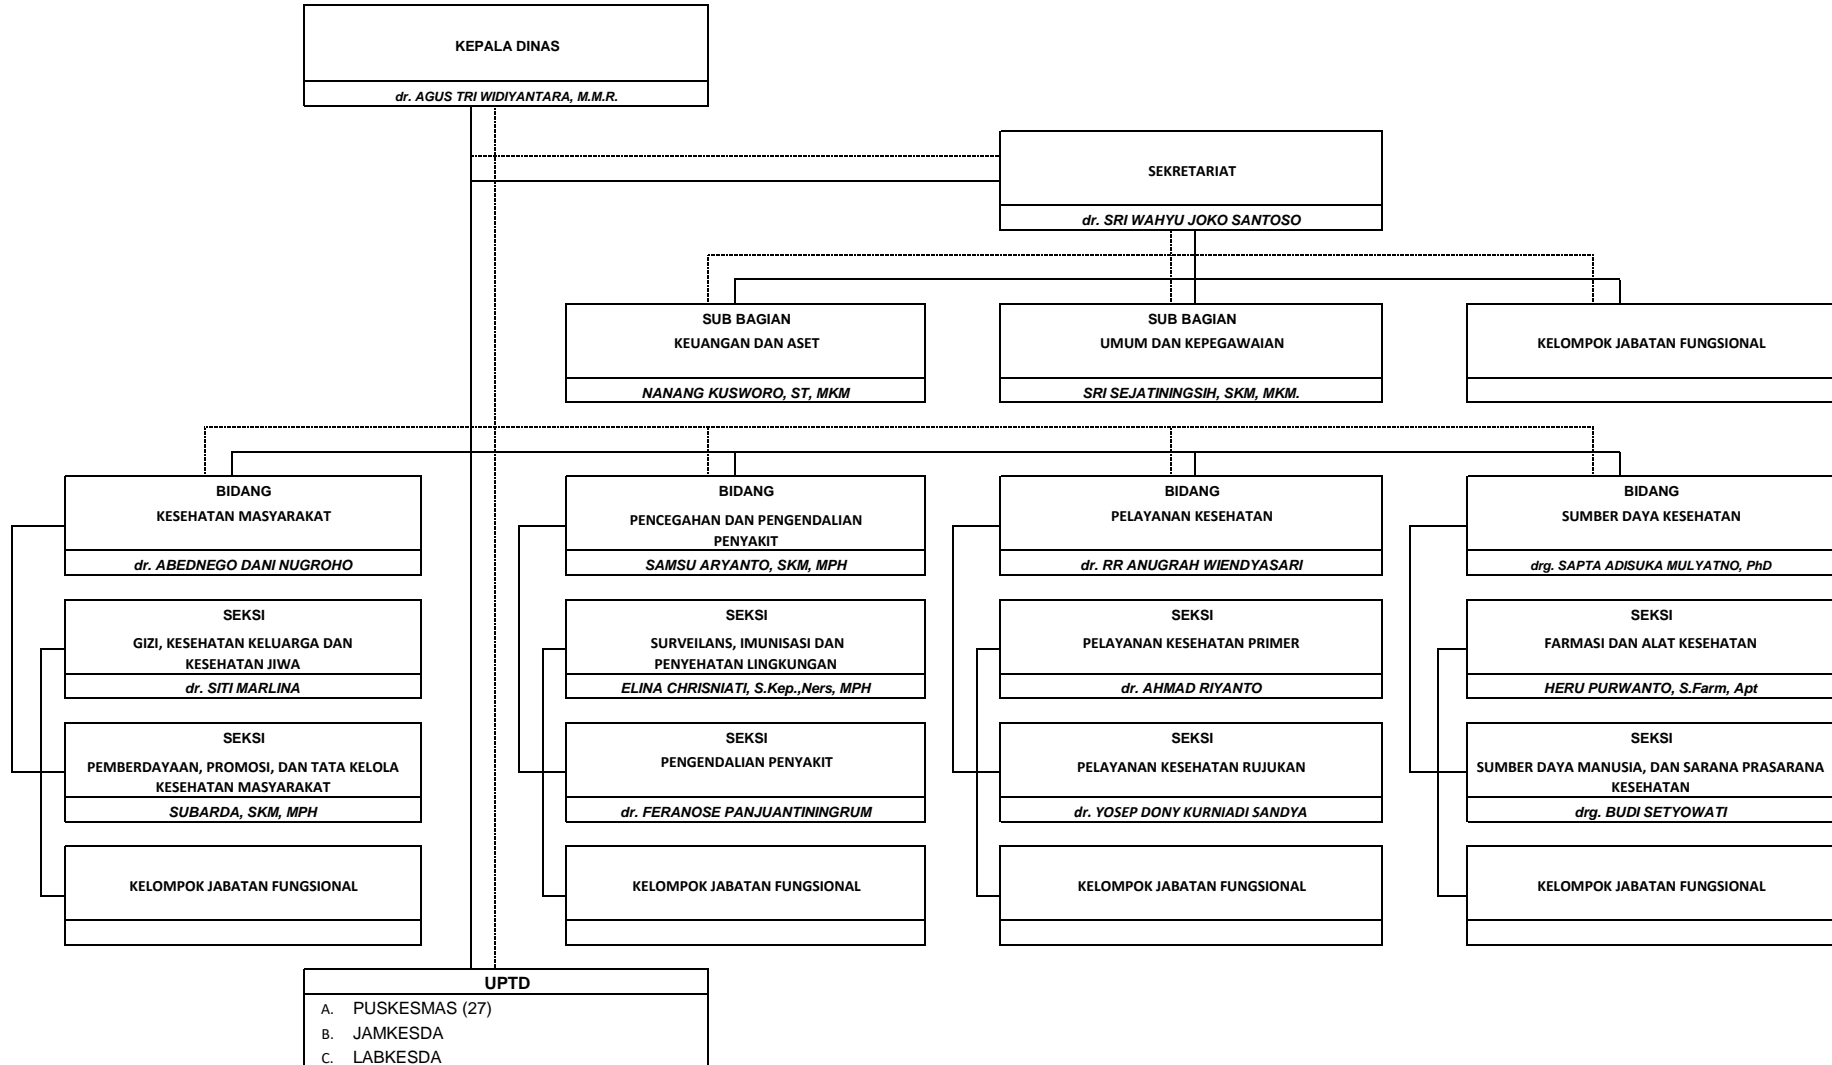 KEPALA DINAS
dr. AGUS TRI WIDIYANTARA, M.M.R.
SEKRETARIAT
dr. SRI WAHYU JOKO SANTOSO
SUB BAGIAN
KEUANGAN DAN ASET
NANANG KUSWORO, ST, MKM
SUB BAGIAN
UMUM DAN KEPEGAWAIAN
SRI SEJATININGSIH, SKM, MKM.
KELOMPOK JABATAN FUNGSIONAL
BIDANG
KESEHATAN MASYARAKAT
dr. ABEDNEGO DANI NUGROHO
BIDANG
PENCEGAHAN DAN PENGENDALIAN
PENYAKIT
SAMSU ARYANTO, SKM, MPH
BIDANG
PELAYANAN KESEHATAN
dr. RR ANUGRAH WIENDYASARI
BIDANG
SUMBER DAYA KESEHATAN
drg. SAPTA ADISUKA MULYATNO, PhD
SEKSI
GIZI, KESEHATAN KELUARGA DAN
KESEHATAN JIWA
dr. SITI MARLINA
SEKSI
SURVEILANS, IMUNISASI DAN
PENYEHATAN LINGKUNGAN
ELINA CHRISNIATI, S.Kep.,Ners, MPH
SEKSI
PELAYANAN KESEHATAN PRIMER
dr. AHMAD RIYANTO
SEKSI
FARMASI DAN ALAT KESEHATAN
HERU PURWANTO, S.Farm, Apt
SEKSI
PEMBERDAYAAN, PROMOSI, DAN TATA KELOLA
KESEHATAN MASYARAKAT
SUBARDA, SKM, MPH
SEKSI
PENGENDALIAN PENYAKIT
dr. FERANOSE PANJUANTININGRUM
SEKSI
PELAYANAN KESEHATAN RUJUKAN
dr. YOSEP DONY KURNIADI SANDYA
SEKSI
SUMBER DAYA MANUSIA, DAN SARANA PRASARANA
KESEHATAN
drg. BUDI SETYOWATI
KELOMPOK JABATAN FUNGSIONAL
KELOMPOK JABATAN FUNGSIONAL
KELOMPOK JABATAN FUNGSIONAL
KELOMPOK JABATAN FUNGSIONAL
UPTD
A. PUSKESMAS (27)
B. JAMKESDA
C. LABKESDA